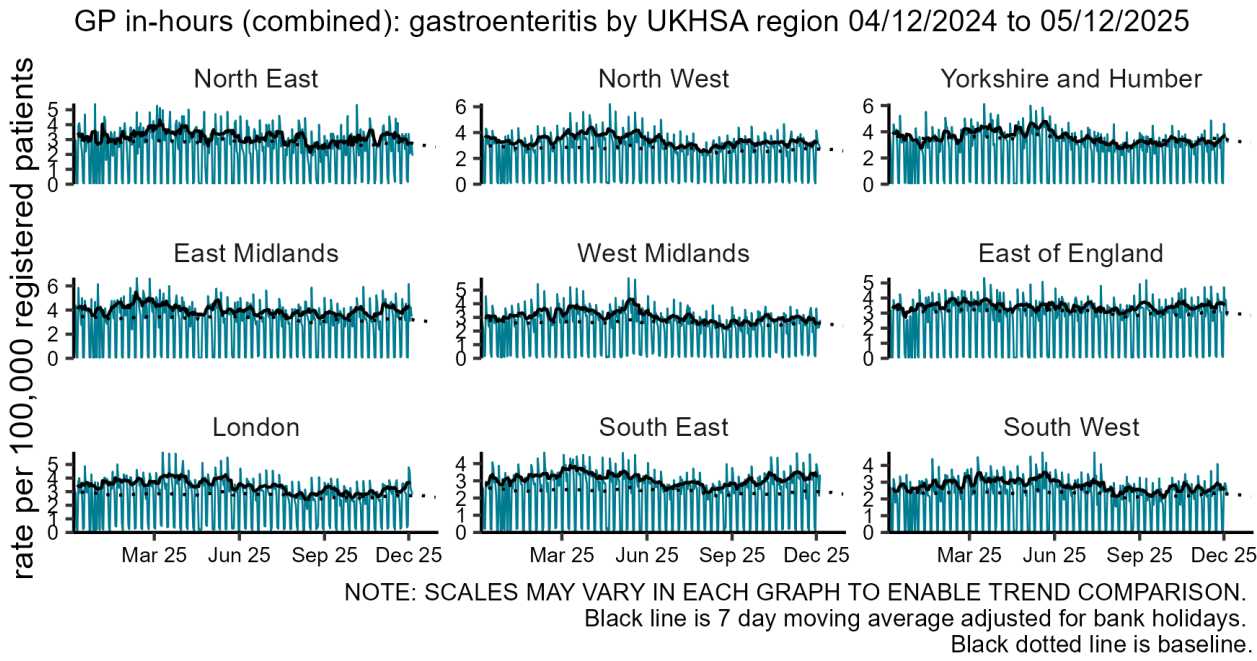 GP in-hours (combined): gastroenteritis by UKHSA region 04/12/2024 to 05/12/2025
rate per 100,000 registered patients
North East
5
4
3
2
1
0
North West
6
4
2
0
Yorkshire and Humber
6
4
2
0
East Midlands
6
4
2
0
West Midlands
5
4
3
2
1
0
East of England
5
4
3
2
1
0
London
5
4
3
2
1
0
South East
4
3
2
1
0
South West
4
3
2
1
0
Mar 25 Jun 25 Sep 25 Dec 25
Mar 25 Jun 25 Sep 25 Dec 25
Mar 25 Jun 25 Sep 25 Dec 25
NOTE: SCALES MAY VARY IN EACH GRAPH TO ENABLE TREND COMPARISON.
Black line is 7 day moving average adjusted for bank holidays.
Black dotted line is baseline.